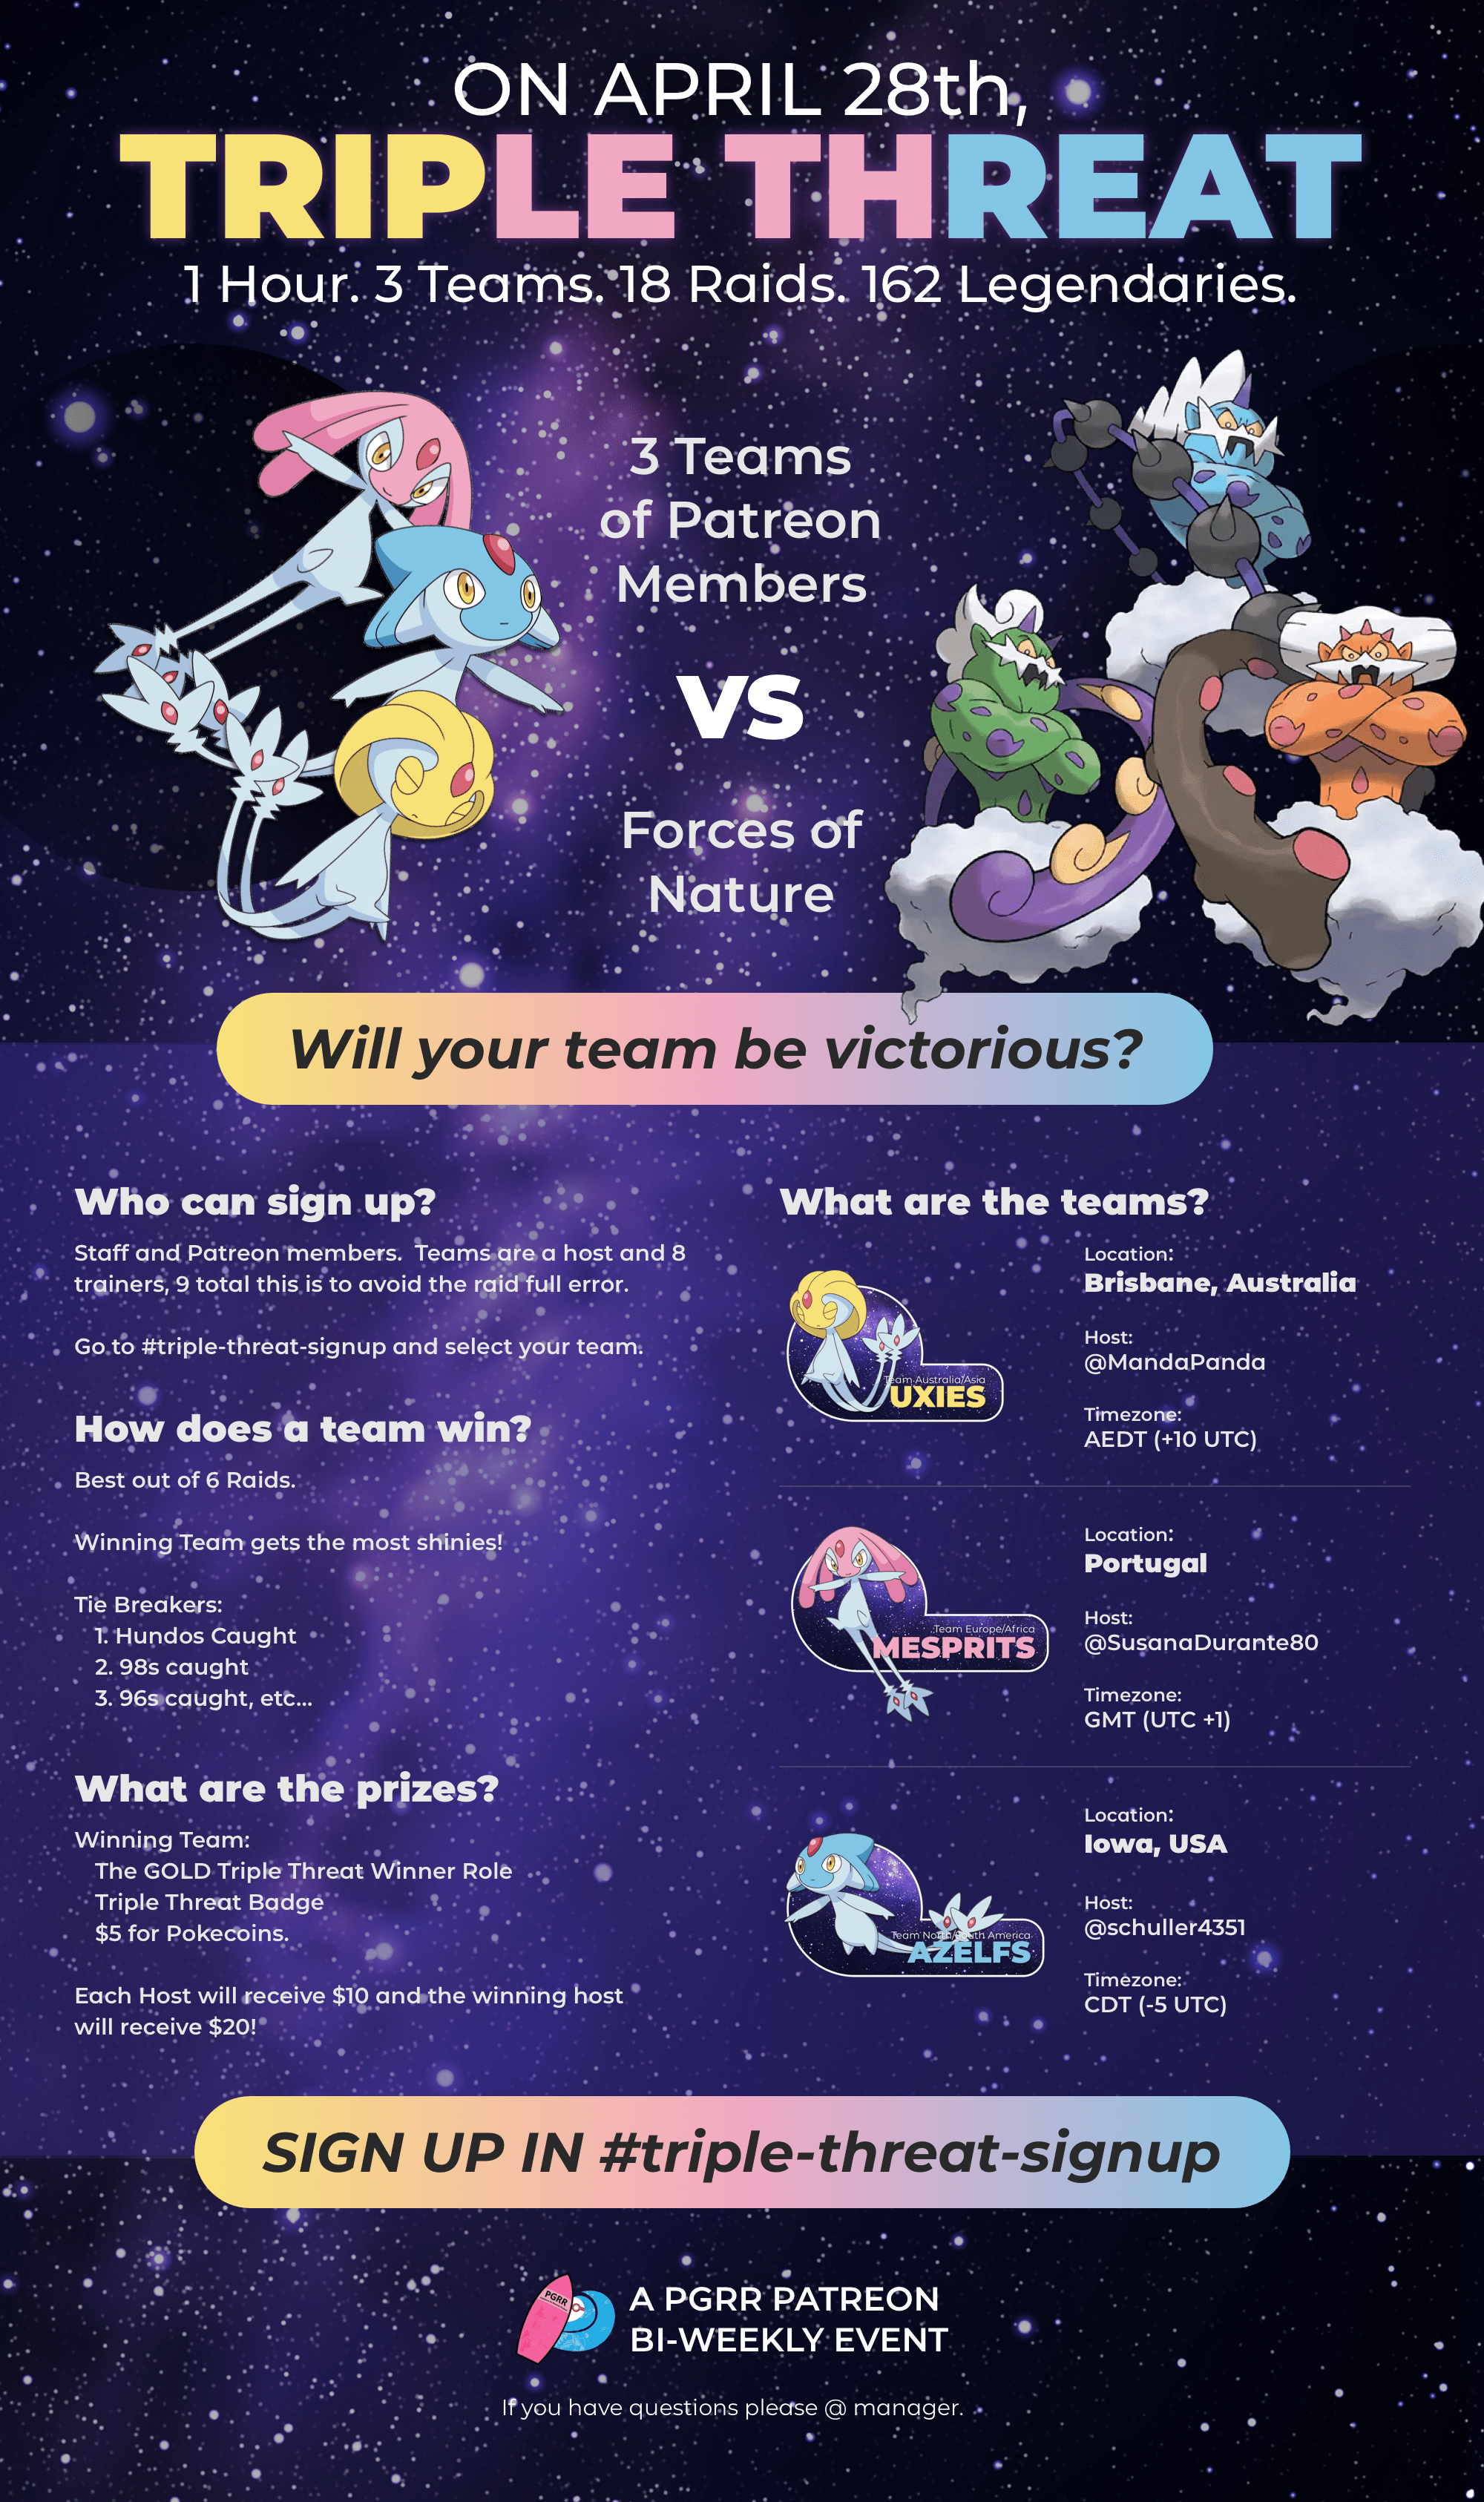 ON APRIL 28th,
TRIPLE THREAT
1 Hour. 3 Teams. 18 Raids. 162 Legendaries.
3 Teams
of Patreon
Members
VS
Forces of
Nature
Will your team be victorious?
Who can sign up?
Staff and Patreon members.  Teams are a host and 8
trainers, 9 total this is to avoid the raid full error.
Go to #triple-threat-signup and select your team.
How does a team win?
Best out of 6 Raids.
Winning Team gets the most shinies!
Tie Breakers:
1. Hundos Caught
2. 98s caught
3. 96s caught, etc...
What are the prizes?
Winning Team:
The GOLD Triple Threat Winner Role
Triple Threat Badge
$5 for Pokecoins.
Each Host will receive $10 and the winning host
will receive $20!
What are the teams?
Team Australia/Asia
UXIES
Location:
Brisbane, Australia
Host:
@MandaPanda
Timezone:
AEDT (+10 UTC)
Team Europe/Africa
MESPRITS
Location:
Portugal
Host:
@SusanaDurante80
Timezone:
GMT (UTC +1)
Team North/South America
AZELFS
Location:
Iowa, USA
Host:
@schuller4351
Timezone:
CDT (-5 UTC)
SIGN UP IN #triple-threat-signup
PGRR
A PGRR PATREON
BI-WEEKLY EVENT
If you have questions please @ manager.